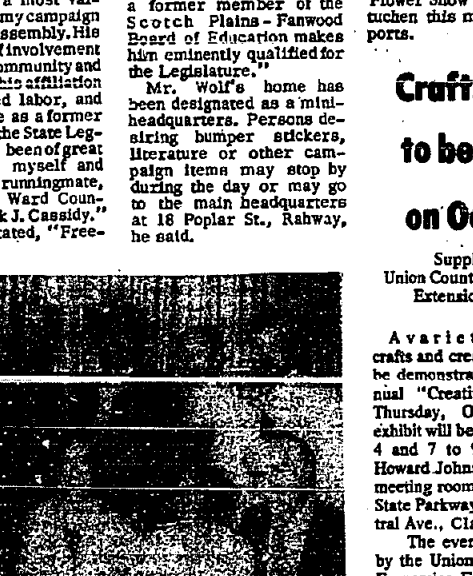 a most val-
my campaign
ssembly. His
f involvement
ommunity and
his affiliation
d labor, and
e as a former
he State Leg-
been of great
myself and
runningmate,
Ward Coun-
k J. Cassidy."
ated, "Free-
a former member of the
Scotch Plains-Fanwood
Board of Education makes
him eminently qualified for
the Legislature."
Mr. Wolf's home has
been designated as a mini-
headquarters. Persons de-
siring bumper stickers,
literature or other cam-
paign items may stop by
during the day or may go
to the main headquarters
at 18 Poplar St., Rahway,
he said.
Flower Show
tuchen this m
ports.
Craft
to be
on O
Suppl
Union Count
Extensio
A variet
crafts and cre
be demonstra
nual "Creati
Thursday, O
exhibit will be
4 and 7 to 9
Howard Johns
meeting room
State Parkway
tral Ave., Cla
The ever
by the Union